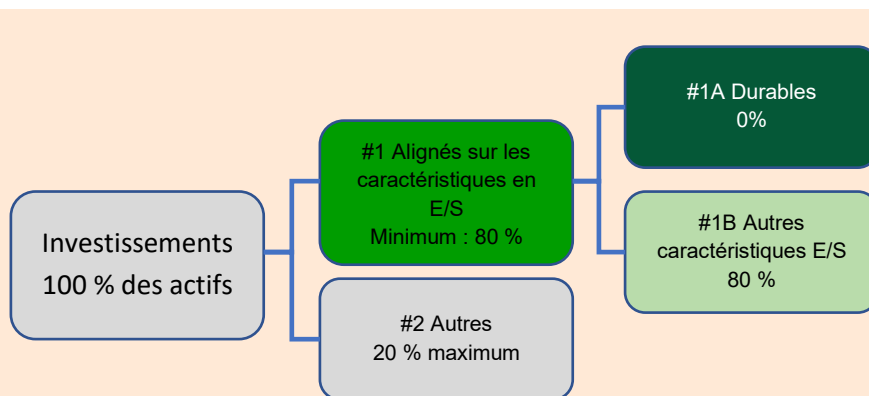 Investissements
100 % des actifs
#1 Alignés sur les
caractéristiques en
E/S
Minimum : 80 %
#2 Autres
20 % maximum
#1A Durables
0%
#1B Autres
caractéristiques E/S
80 %